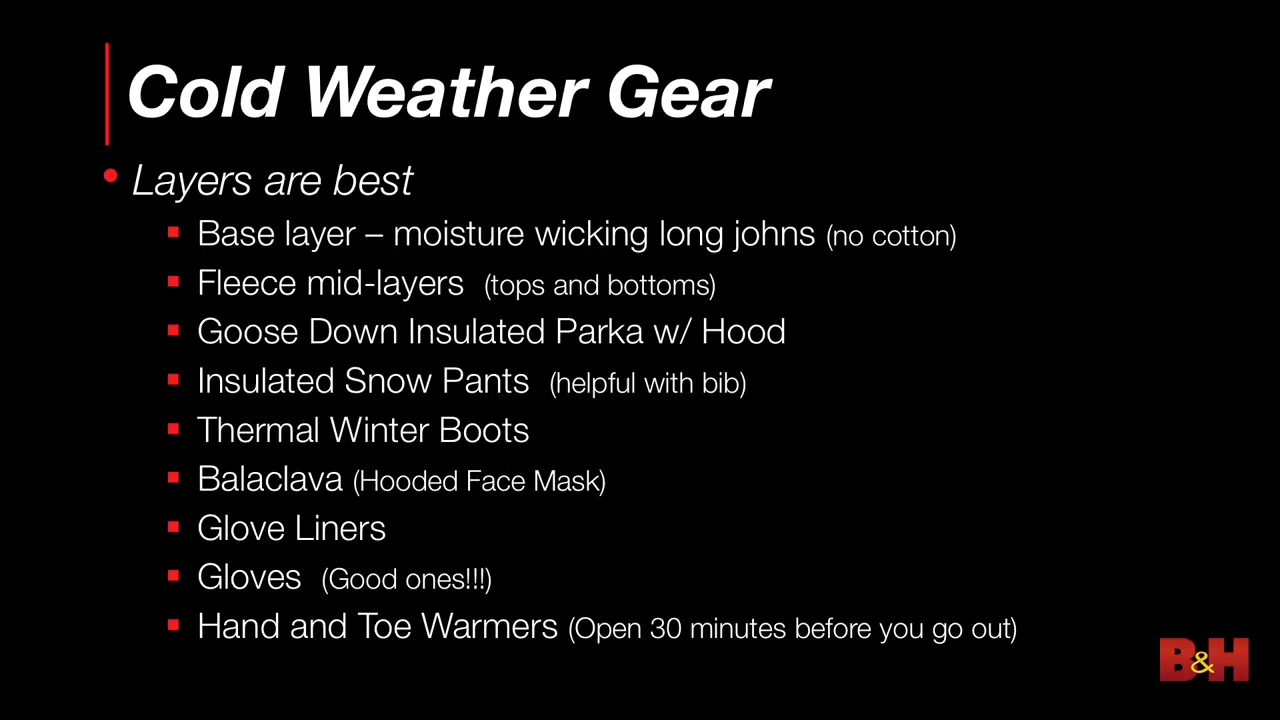 Cold Weather Gear
• Layers are best
▪ Base layer – moisture wicking long johns (no cotton)
▪ Fleece mid-layers (tops and bottoms)
▪ Goose Down Insulated Parka w/ Hood
▪ Insulated Snow Pants (helpful with bib)
▪ Thermal Winter Boots
▪ Balaclava (Hooded Face Mask)
▪ Glove Liners
▪ Gloves (Good ones!!!)
▪ Hand and Toe Warmers (Open 30 minutes before you go out)
B&H